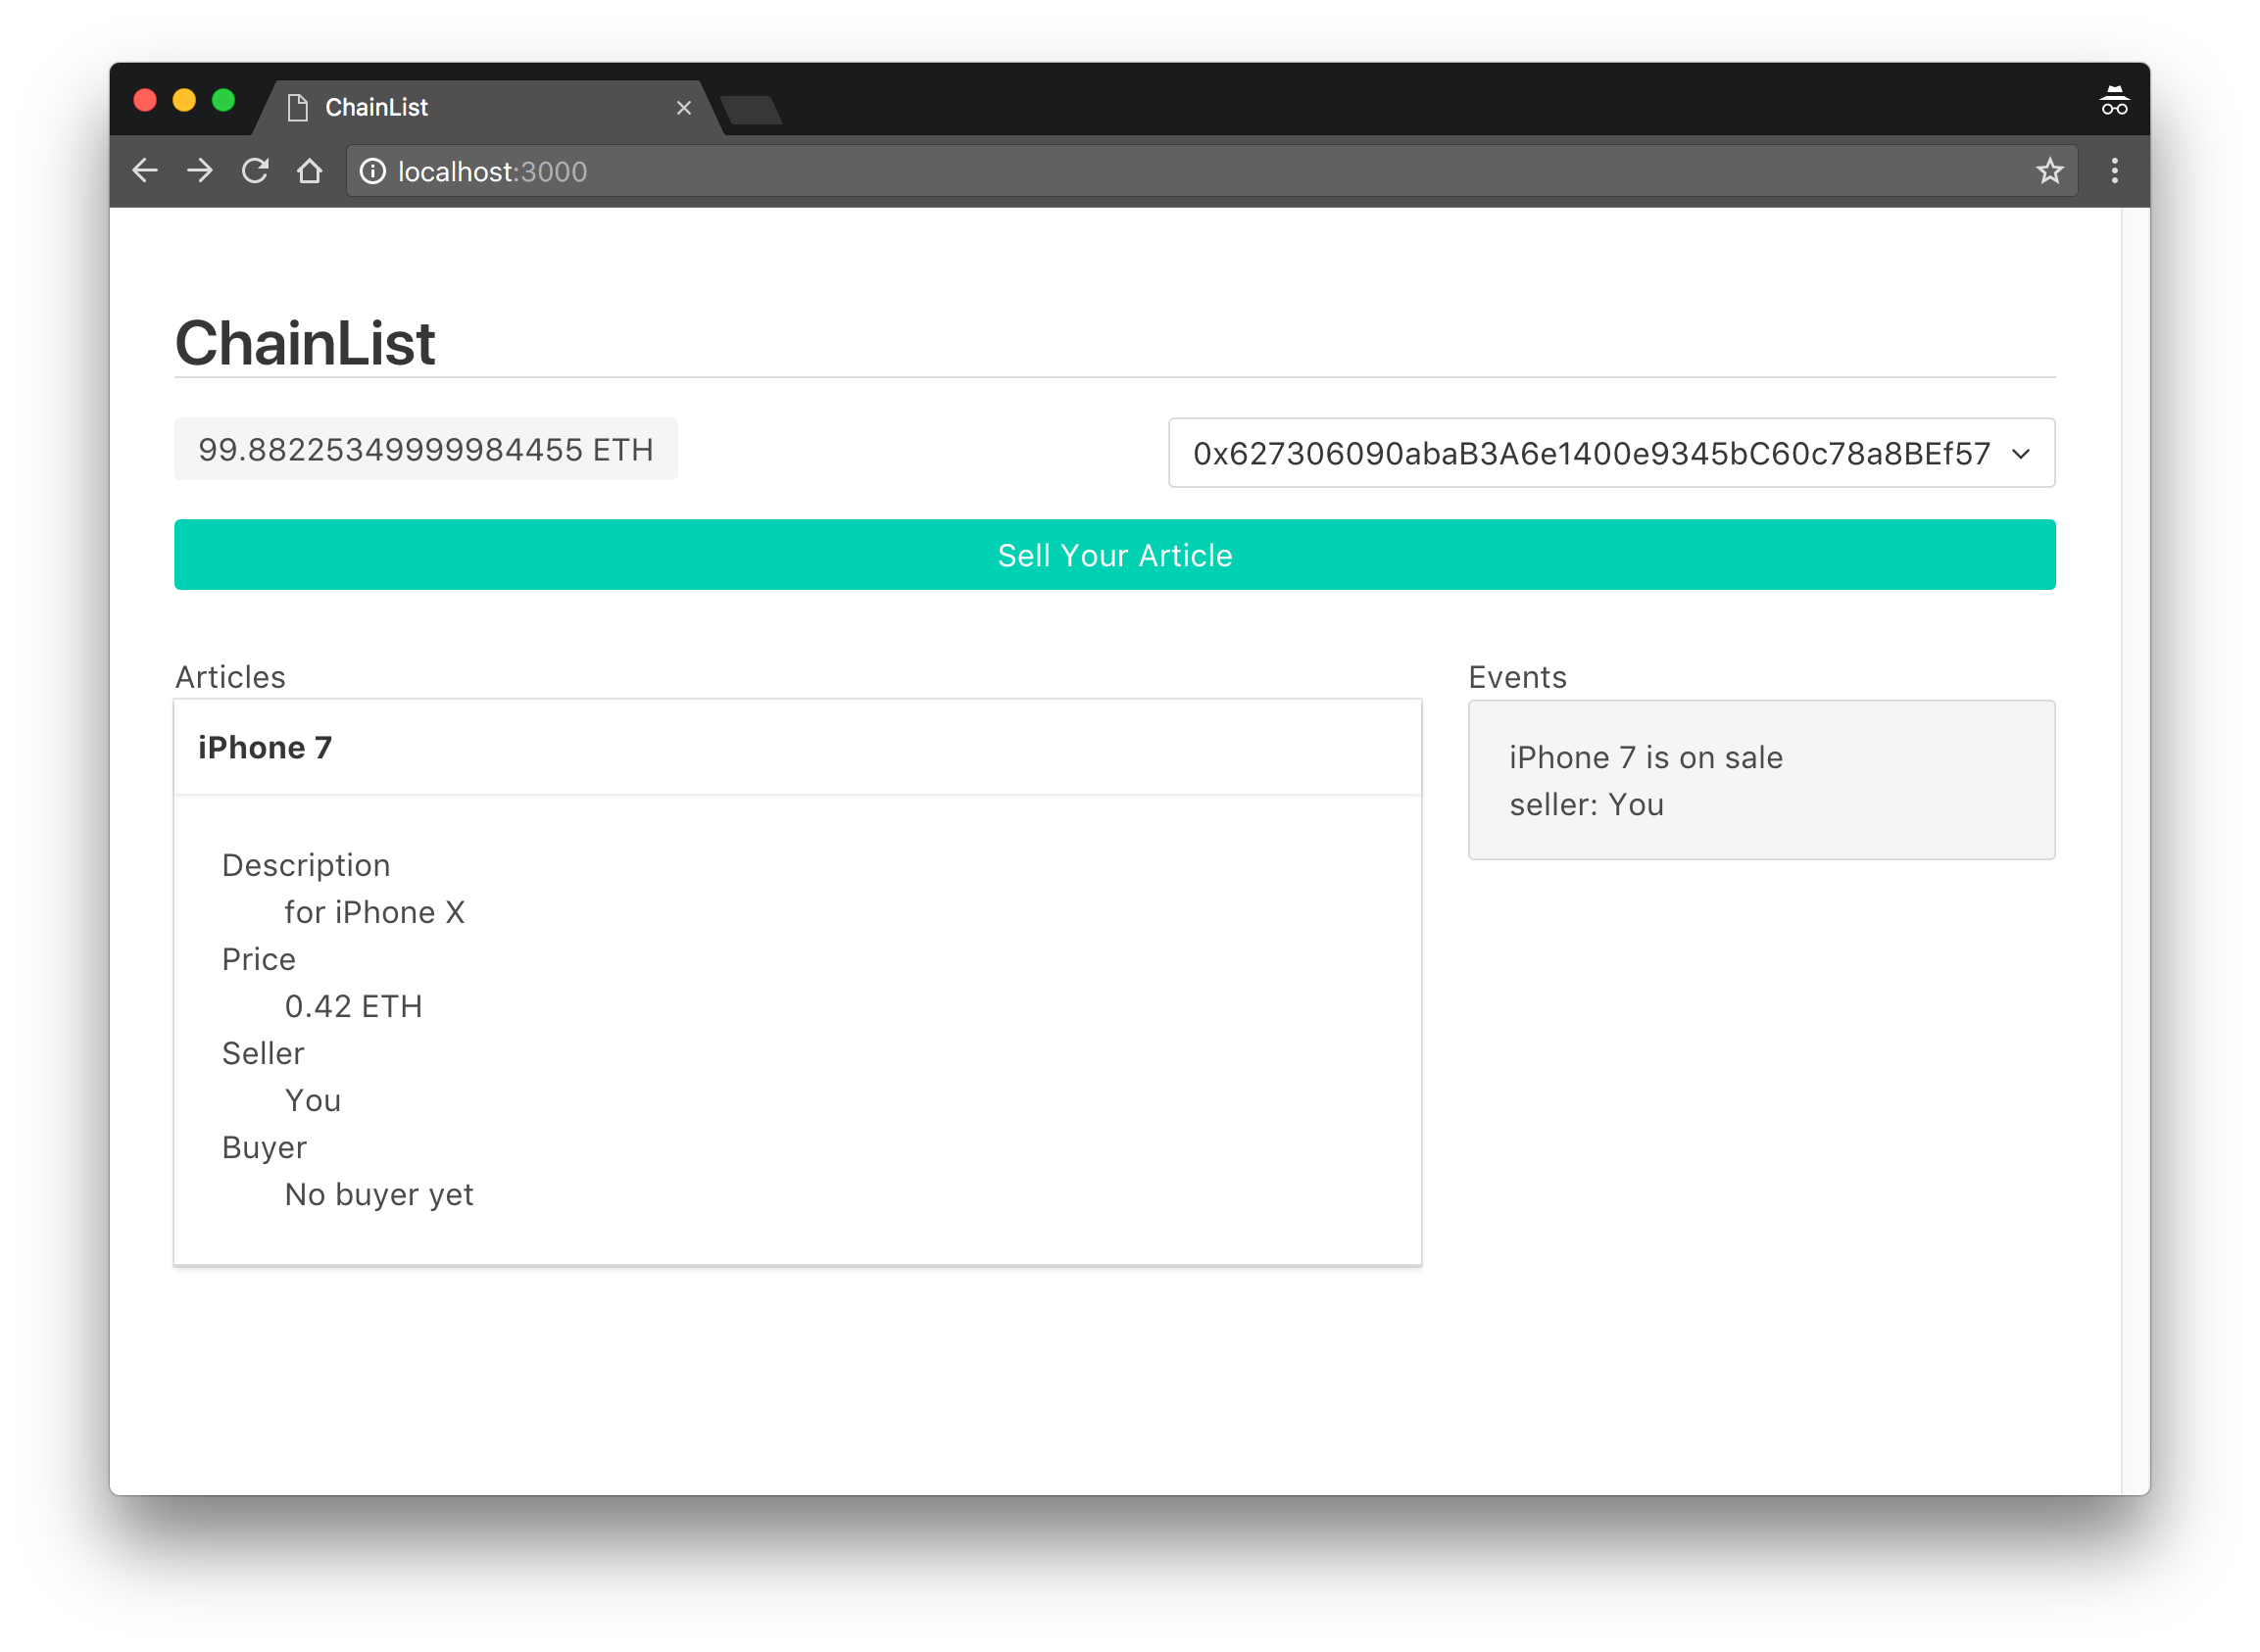 ChainList
localhost:3000
ChainList
99.88225349999984455 ETH
0x627306090abaB3A6e1400e9345bC60c78a8BEf57
Sell Your Article
Articles
iPhone 7
Description
for iPhone X
Price
0.42 ETH
Seller
You
Buyer
No buyer yet
Events
iPhone 7 is on sale
seller: You